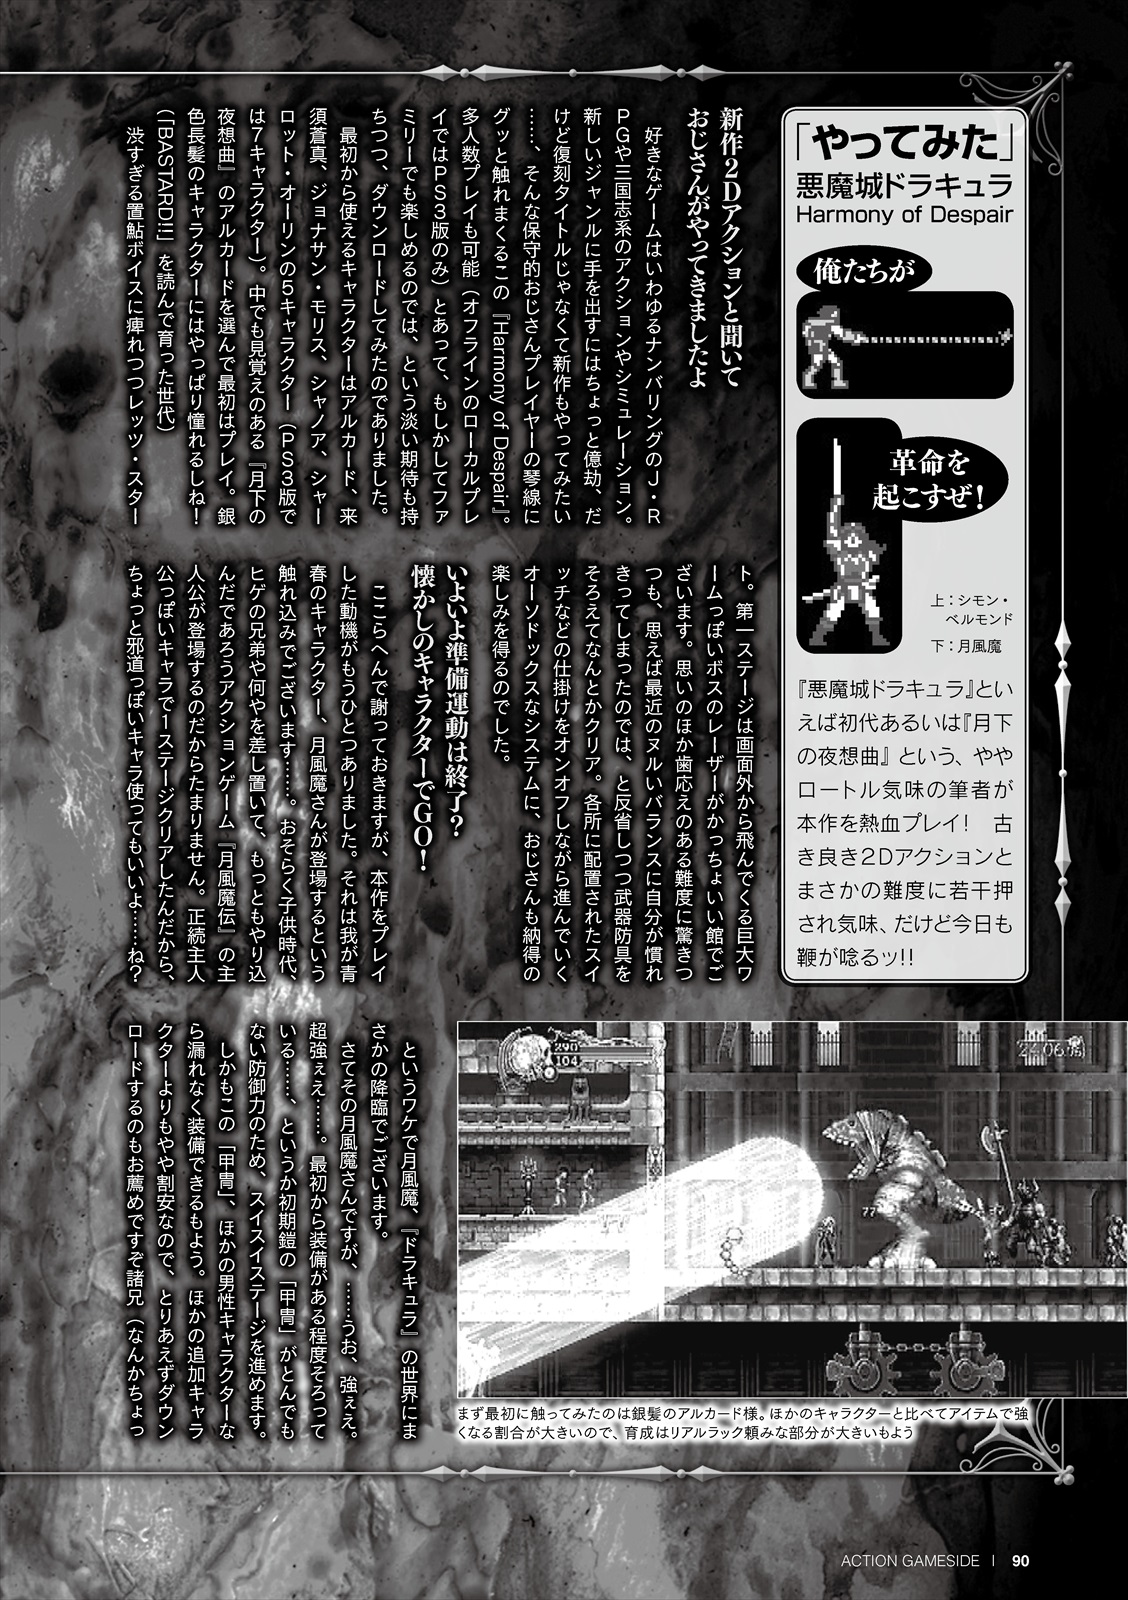 「やってみた」
悪魔城ドラキュラ
Harmony of Despair
俺たちが
革命を
起こすぜ!
上:シモン・
ベルモンド
下:月風魔
『悪魔城ドラキュラ』とい
えば初代あるいは『月下
の夜想曲』という、やや
ロートル気味の筆者が
本作を熱血プレイ! 古
き良き2Dアクションと
まさかの難度に若干押
され気味、だけど今日も
鞭が唸るッ!!
新作2Dアクションと聞いて
おじさんがやってきましたよ
好きなゲームはいわゆるナンバリングのJ・R
PGや三国志系のアクションやシミュレーション。
新しいジャンルに手を出すにはちょっと億劫、だ
けど復刻タイトルじゃなくて新作もやってみたい
……、そんな保守的おじさんプレイヤーの琴線に
グッと触れまくるこの『Harmony of Despair』。
多人数プレイも可能(オフラインのローカルプレ
イではPS3版のみ)とあって、もしかしてファ
ミリーでも楽しめるのでは、という淡い期待も持
ちつつ、ダウンロードしてみたのでありました。
最初から使えるキャラクターはアルカード、来
須蒼真、ジョナサン・モリス、シャノア、シャー
ロット・オーリンの5キャラクター(PS3版で
は7キャラクター)。中でも見覚えのある『月下の
夜想曲』のアルカードを選んで最初はプレイ。銀
色長髪のキャラクターにはやっぱり憧れるしね!
(『BASTARD!!』を読んで育った世代)
渋すぎる置鮎ボイスに痺れつつレッツ・スター
ト。第一ステージは画面外から飛んでくる巨大ワ
ームっぽいボスのレーザーがかっちょいい館でご
ざいます。思いのほか歯応えのある難度に驚きつ
つも、思えば最近のヌルいバランスに自分が慣れ
きってしまったのでは、と反省しつつ武器防具を
そろえてなんとかクリア。各所に配置されたスイ
ッチなどの仕掛けをオンオフしながら進んでいく
オーソドックスなシステムに、おじさんも納得の
楽しみを得るのでした。
いよいよ準備運動は終了?
懐かしのキャラクターでGO!
ここらへんで謝っておきますが、本作をプレイ
した動機がもうひとつありました。それは我が青
春のキャラクター、月風魔さんが登場するという
触れ込みでございます……。おそらく子供時代、
ヒゲの兄弟や何やを差し置いて、もっともやり込
んだであろうアクションゲーム『月風魔伝』の主
人公が登場するのだからたまりません。正統主人
公っぽいキャラで1ステージクリアしたんだから、
ちょっと邪道っぽいキャラ使ってもいいよ……ね?
というワケで月風魔、『ドラキュラ』の世界にま
さかの降臨でございます。
さてその月風魔さんですが、……うお、強ぇえ。
超強ぇえ……。最初から装備がある程度そろって
いる……、というか初期鎧の「甲冑」がとんでも
ない防御力のため、スイスイステージを進めます。
しかもこの「甲冑」、ほかの男性キャラクターな
ら漏れなく装備できるもよう。ほかの追加キャラ
クターよりもやや割安なので、とりあえずダウン
ロードするのもお薦めですぞ諸兄(なんかちょっ
290
104
77
まず最初に触ってみたのは銀髪のアルカード様。ほかのキャラクターと比べてアイテムで強
くなる割合が大きいので、育成はリアルラック頼みな部分が大きいもよう
ACTION GAMESIDE | 90